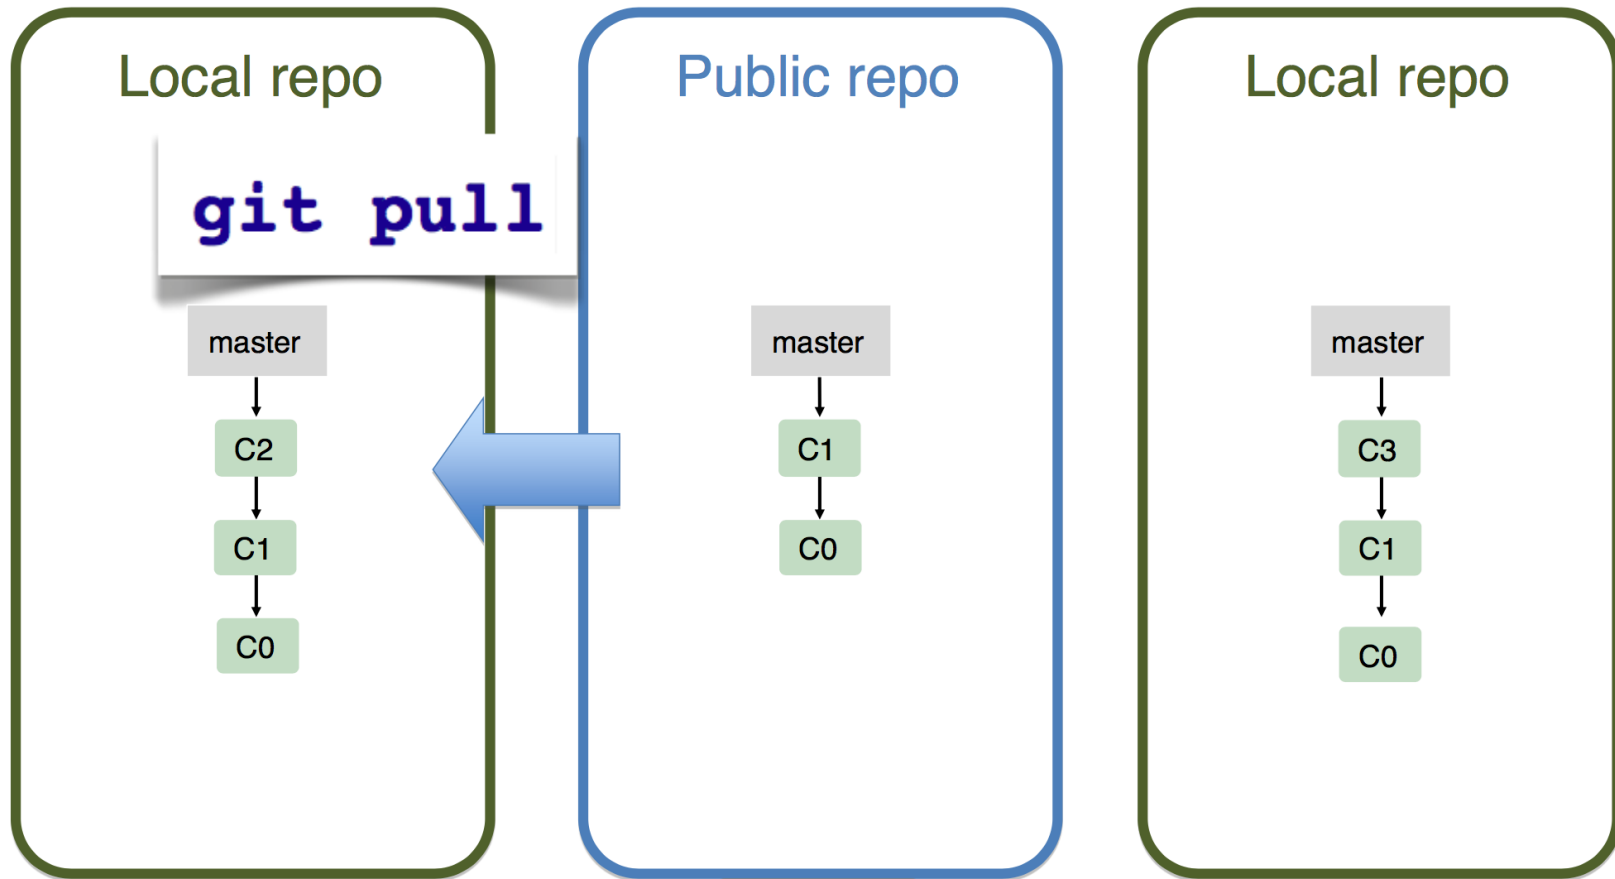 Local repo
git pull
master
C2
C1
C0
Public repo
master
C1
C0
Local repo
master
C3
C1
C0